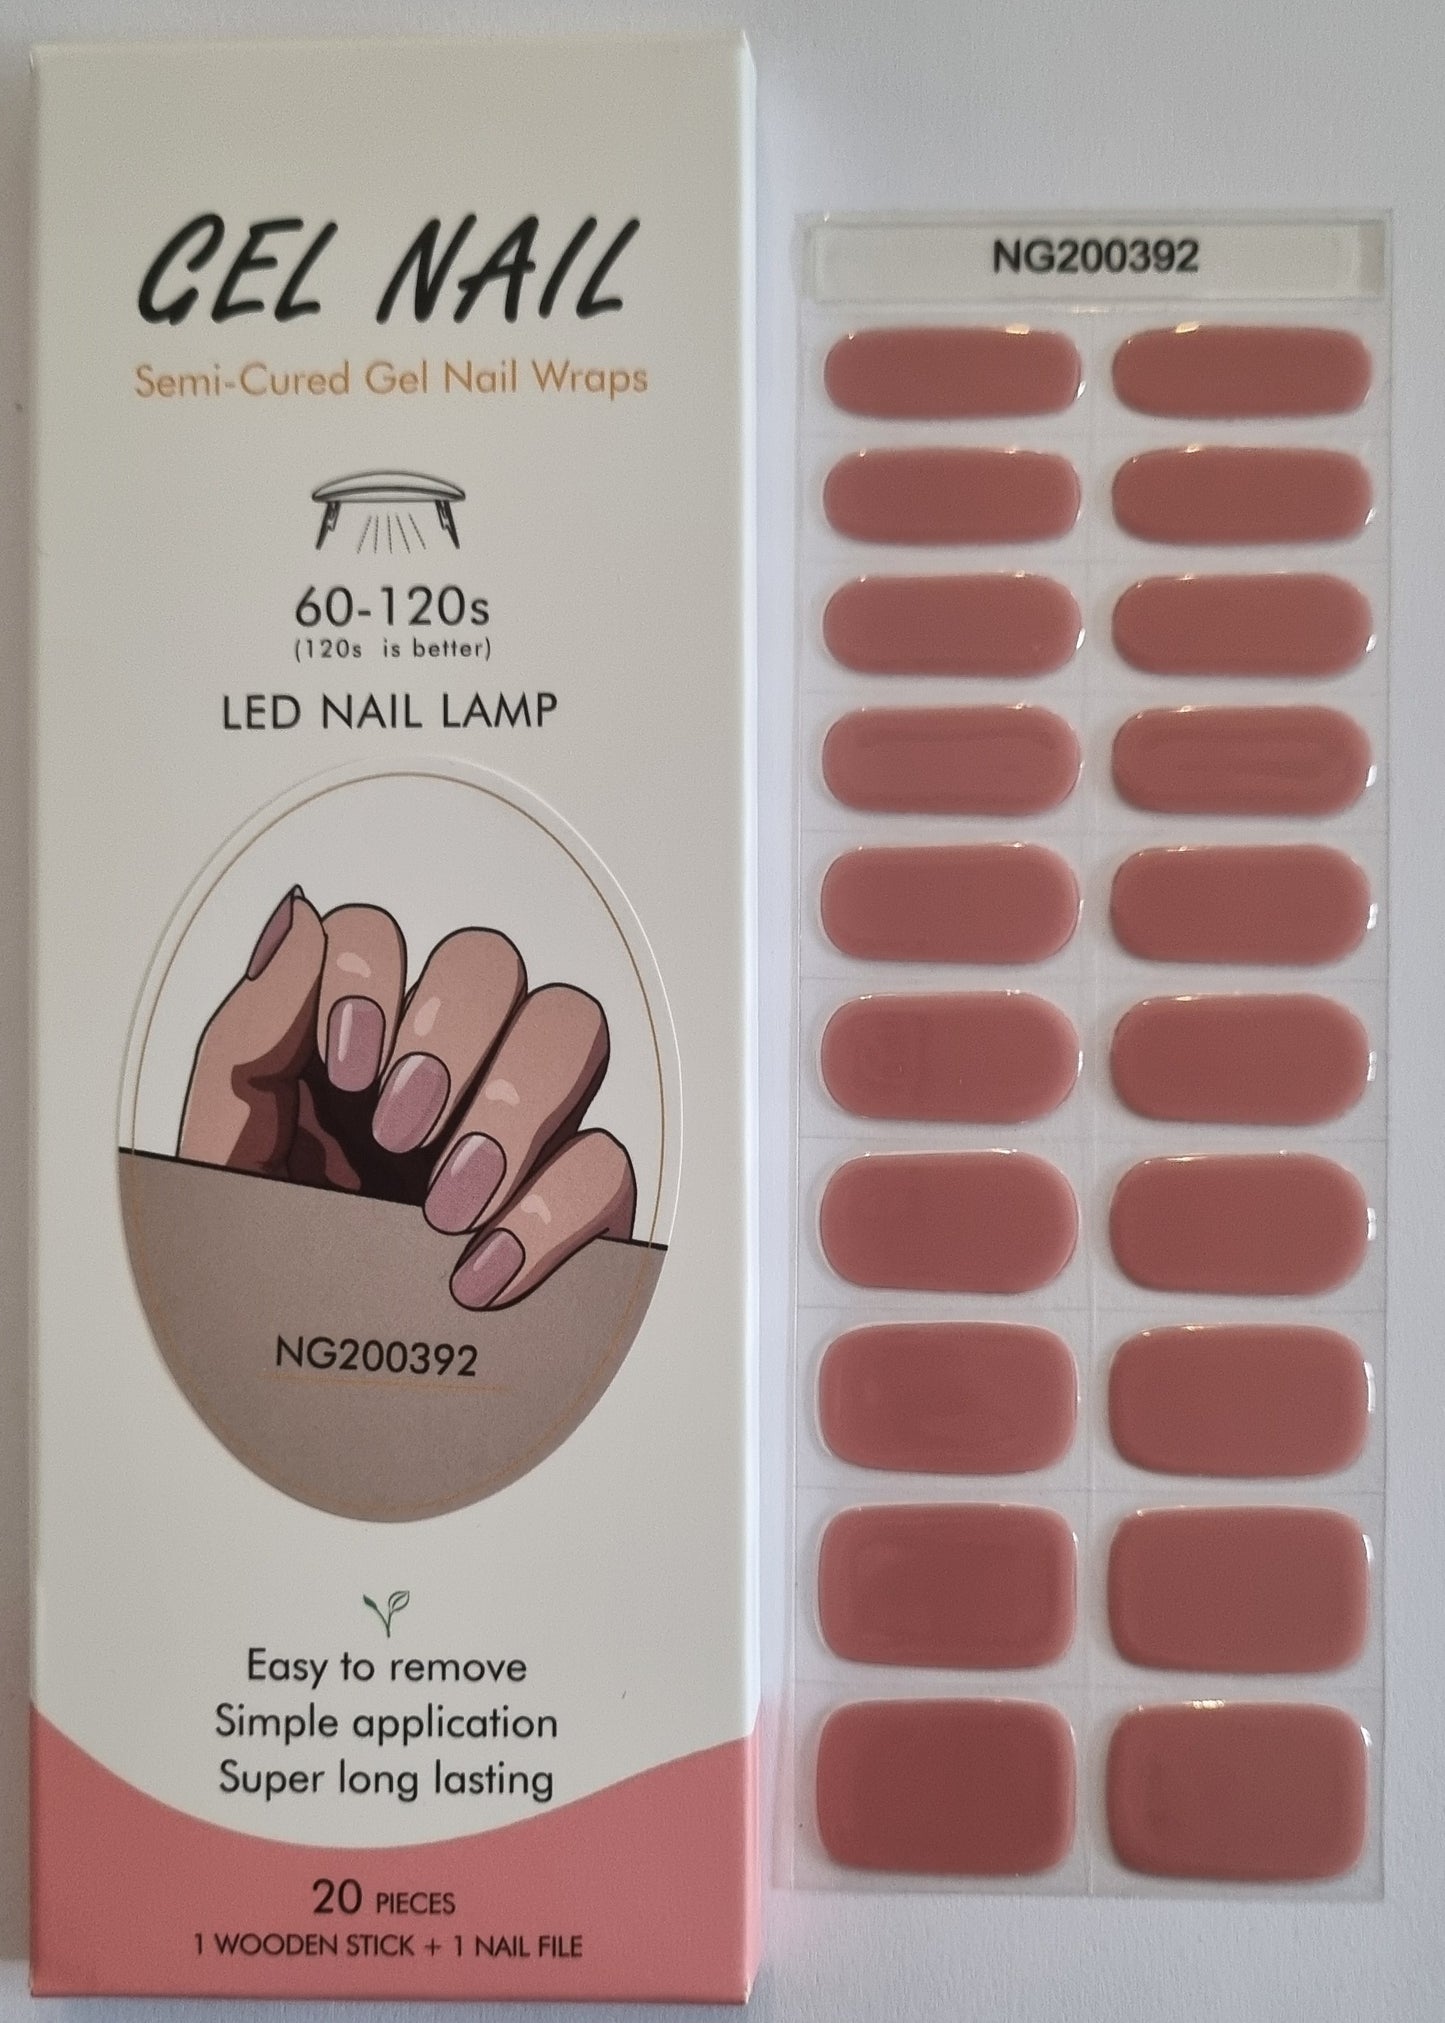 GEL NAIL
Semi-Cured Gel Nail Wraps
60-120s
(120s is better)
LED NAIL LAMP
NG200392
Easy to remove
Simple application
Super long lasting
20 PIECES
1 WOODEN STICK + 1 NAIL FILE
NG200392